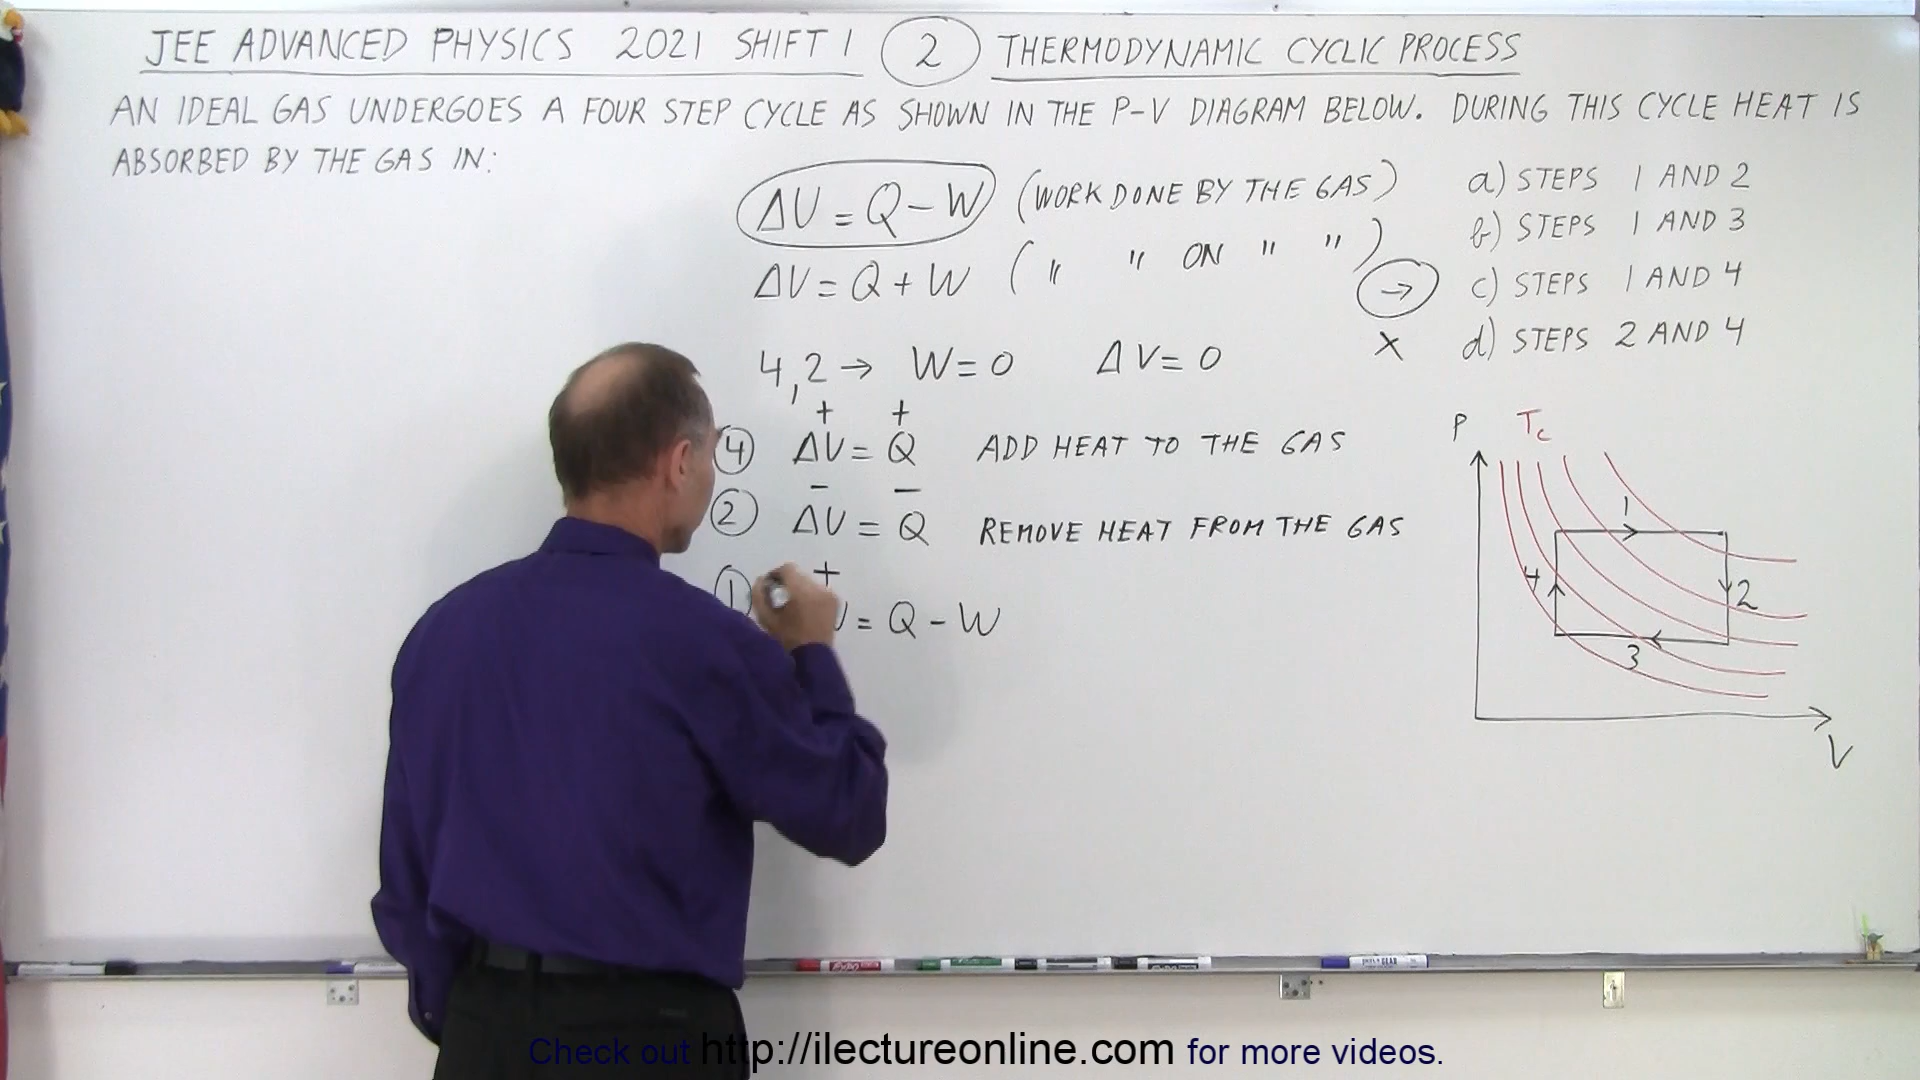 JEE ADVANCED PHYSICS 2021 SHIFT 1 2 THERMODYNAMIC CYCLIC PROCESS
AN IDEAL GAS UNDERGOES A FOUR STEP CYCLE AS SHOWN IN THE P-V DIAGRAM BELOW. DURING THIS CYCLE HEAT IS
ABSORBED BY THE GAS IN:
ΔU = Q - W (WORK DONE BY THE GAS)
ΔU = Q + W ( " " ON " " )
4, 2 → W = 0 ΔV = 0
+ +
4 ΔU = Q ADD HEAT TO THE GAS
- -
2 ΔU = Q REMOVE HEAT FROM THE GAS
+
1 U = Q - W
a) STEPS 1 AND 2
b) STEPS 1 AND 3
→ c) STEPS 1 AND 4
X d) STEPS 2 AND 4
P Tc
1
4
2
3
V
Check out http://ilectureonline.com for more videos.